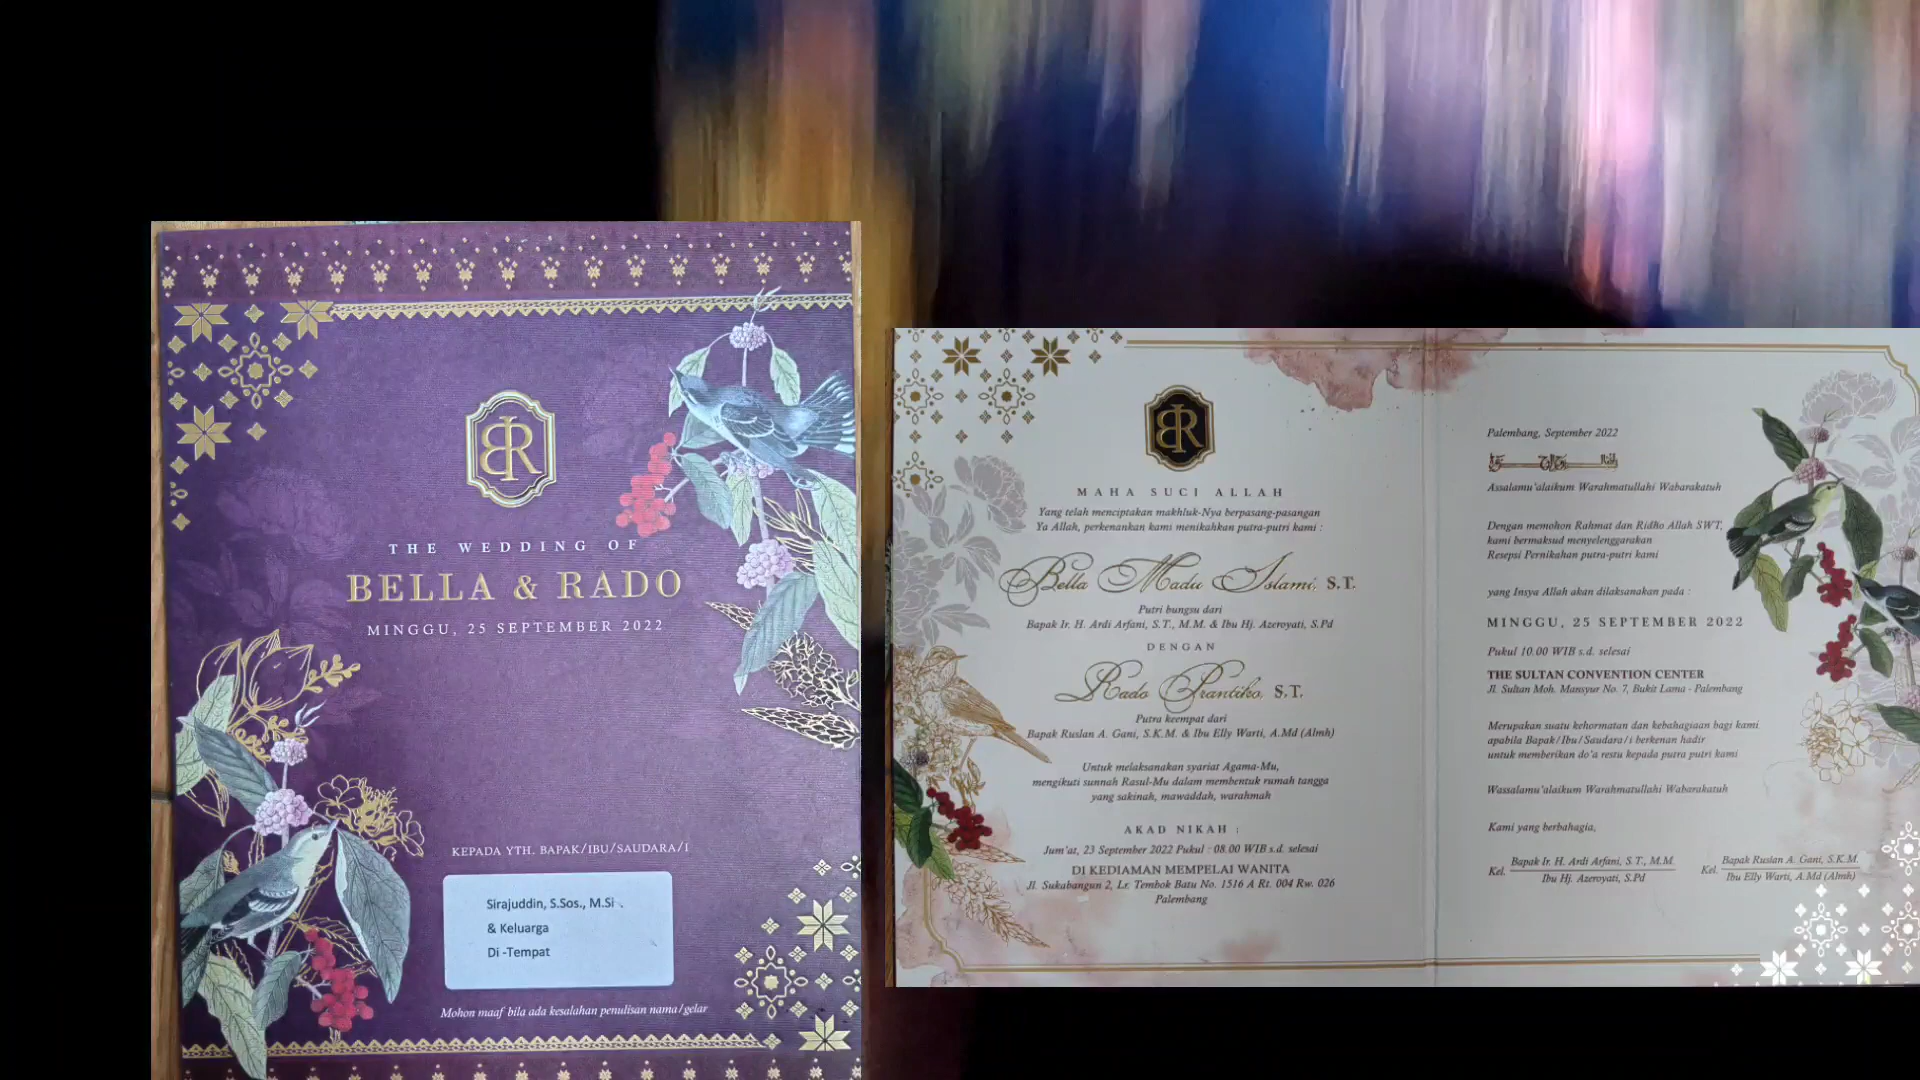 BR
THE WEDDING OF
BELLA & RADO
MINGGU, 25 SEPTEMBER 2022
KEPADA YTH. BAPAK/IBU/SAUDARA/I
Sirajuddin, S.Sos., M.Si
& Keluarga
Di -Tempat
Mohon maaf bila ada kesalahan penulisan nama/gelar
BR
MAHA SUCI ALLAH
Yang telah menciptakan makhluk-Nya berpasang-pasangan
Ya Allah, perkenankan kami menikahkan putra-putri kami :
Bella Madu Islami, S.T.
Putri bungsu dari
Bapak Ir. H. Ardi Arfani, S.T., M.M. & Ibu Hj. Azeroyati, S.Pd
DENGAN
Rado Prantiko, S.T.
Putra keempat dari
Bapak Ruslan A. Gani, S.K.M. & Ibu Elly Warti, A.Md (Almh)
Untuk melaksanakan syariat Agama-Mu,
mengikuti sunnah Rasul-Mu dalam membentuk rumah tangga
yang sakinah, mawaddah, warahmah
AKAD NIKAH :
Jum'at, 23 September 2022 Pukul : 08.00 WIB s.d. selesai
DI KEDIAMAN MEMPELAI WANITA
Jl. Sukabangun 2, Lr. Tembok Batu No. 1516 A Rt. 004 Rw. 026
Palembang
Palembang, September 2022
Assalamu'alaikum Warahmatullahi Wabarakatuh
Dengan memohon Rahmat dan Ridho Allah SWT,
kami bermaksud menyelenggarakan
Resepsi Pernikahan putra-putri kami
yang Insya Allah akan dilaksanakan pada :
MINGGU, 25 SEPTEMBER 2022
Pukul 10.00 WIB s.d. selesai
THE SULTAN CONVENTION CENTER
Jl. Sultan Moh. Mansyur No. 7, Bukit Lama - Palembang
Merupakan suatu kehormatan dan kebahagiaan bagi kami
apabila Bapak/Ibu/Saudara/i berkenan hadir
untuk memberikan do'a restu kepada putra putri kami
Wassalamu'alaikum Warahmatullahi Wabarakatuh
Kami yang berbahagia,
Kel. Bapak Ir. H. Ardi Arfani, S.T., M.M.
Ibu Hj. Azeroyati, S.Pd
Kel. Bapak Ruslan A. Gani, S.K.M.
Ibu Elly Warti, A.Md (Almh)